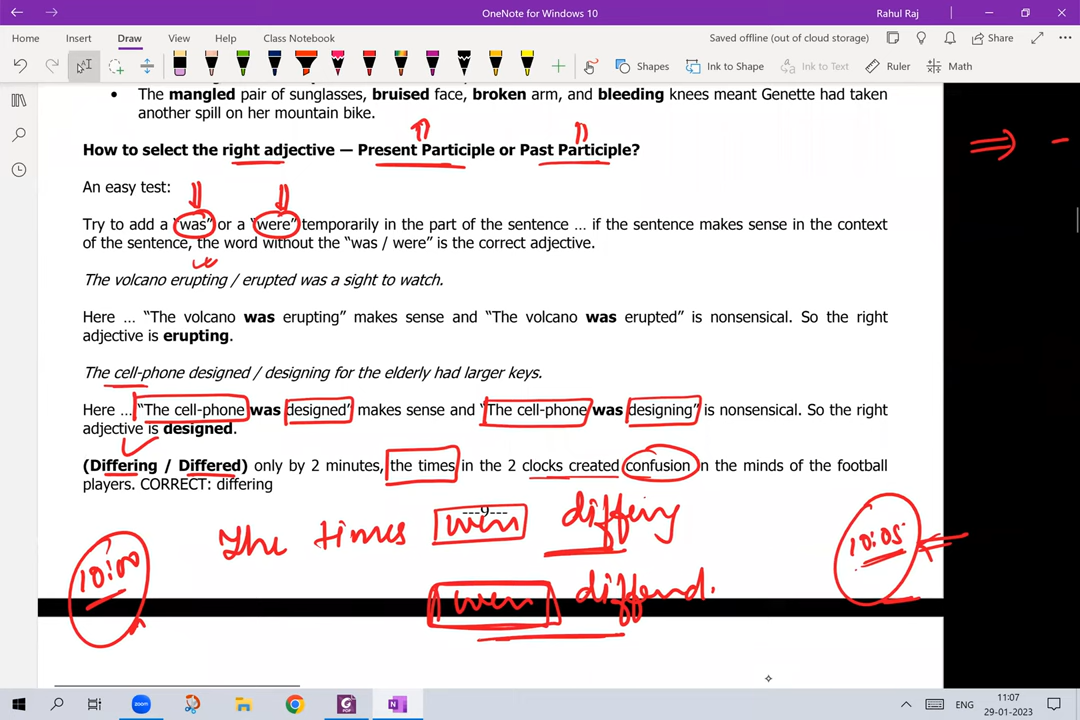 OneNote for Windows 10
Rahul Raj
Home Insert Draw View Help Class Notebook
Saved offline (out of cloud storage) Share
Shapes Ink to Shape Ink to Text Ruler Math
• The mangled pair of sunglasses, bruised face, broken arm, and bleeding knees meant Genette had taken
another spill on her mountain bike.
How to select the right adjective — Present Participle or Past Participle?
An easy test:
Try to add a "was" or a "were" temporarily in the part of the sentence ... if the sentence makes sense in the context
of the sentence, the word without the "was / were" is the correct adjective.
The volcano erupting / erupted was a sight to watch.
Here ... "The volcano was erupting" makes sense and "The volcano was erupted" is nonsensical. So the right
adjective is erupting.
The cell-phone designed / designing for the elderly had larger keys.
Here ... "The cell-phone was designed" makes sense and "The cell-phone was designing" is nonsensical. So the right
adjective is designed.
(Differing / Differed) only by 2 minutes, the times in the 2 clocks created confusion in the minds of the football
players. CORRECT: differing
---9---
The times were differing
were differed.
10:00
10:05
zoom
PDF
N
ENG
11:07
29-01-2023